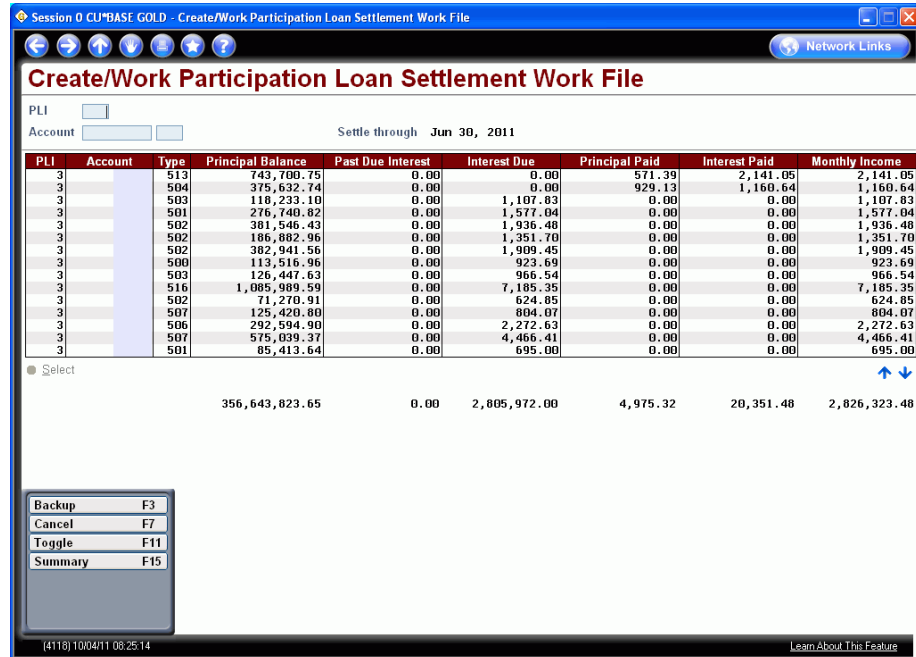 Session 0 CU*BASE GOLD - Create/Work Participation Loan Settlement Work File
Network Links
Create/Work Participation Loan Settlement Work File
PLI
Account Settle through Jun 30, 2011
PLI Account Type Principal Balance Past Due Interest Interest Due Principal Paid Interest Paid Monthly Income
3 513 743,700.75 0.00 0.00 571.39 2,141.05 2,141.05
3 504 375,632.74 0.00 0.00 929.13 1,160.64 1,160.64
3 503 118,233.10 0.00 1,107.83 0.00 0.00 1,107.83
3 501 276,740.82 0.00 1,577.04 0.00 0.00 1,577.04
3 502 381,546.43 0.00 1,936.48 0.00 0.00 1,936.48
3 502 186,882.96 0.00 1,351.70 0.00 0.00 1,351.70
3 502 382,941.56 0.00 1,909.45 0.00 0.00 1,909.45
3 500 113,516.96 0.00 923.69 0.00 0.00 923.69
3 503 126,447.63 0.00 966.54 0.00 0.00 966.54
3 516 1,085,989.59 0.00 7,185.35 0.00 0.00 7,185.35
3 502 71,270.91 0.00 624.85 0.00 0.00 624.85
3 507 125,420.80 0.00 804.07 0.00 0.00 804.07
3 506 292,594.90 0.00 2,272.63 0.00 0.00 2,272.63
3 507 575,039.37 0.00 4,466.41 0.00 0.00 4,466.41
3 501 85,413.64 0.00 695.00 0.00 0.00 695.00
Select
356,643,823.65 0.00 2,805,972.00 4,975.32 20,351.48 2,826,323.48
Backup F3
Cancel F7
Toggle F11
Summary F15
(4118) 10/04/11 08:25:14
Learn About This Feature